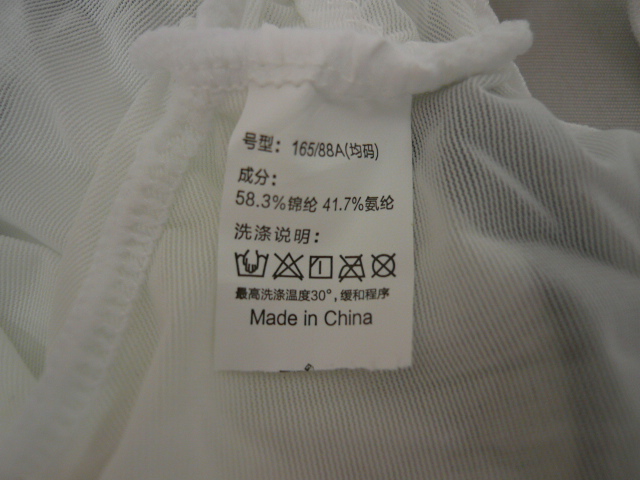 号型：165/88A(均码)
成分：
58.3%锦纶 41.7%氨纶
洗涤说明：
最高洗涤温度30°，缓和程序
Made in China